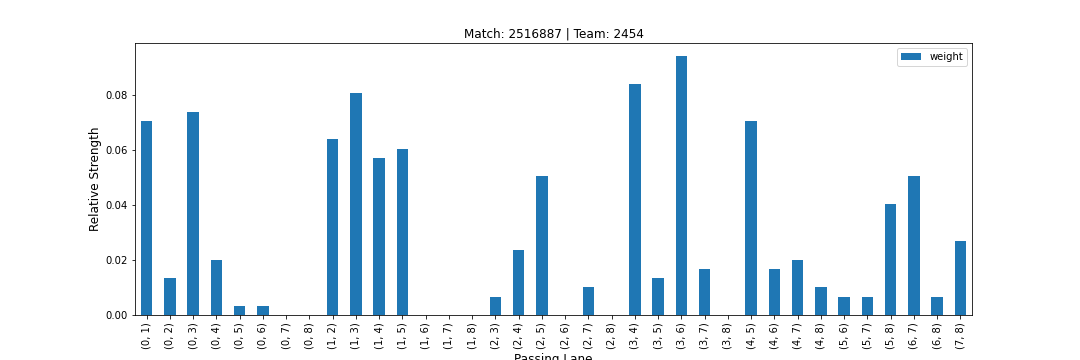 Match: 2516887 | Team: 2454
weight
Relative Strength
0.08
0.06
0.04
0.02
0.00
(0, 1) (0, 2) (0, 3) (0, 4) (0, 5) (0, 6) (0, 7) (0, 8) (1, 2) (1, 3) (1, 4) (1, 5) (1, 6) (1, 7) (1, 8) (2, 3) (2, 4) (2, 5) (2, 6) (2, 7) (2, 8) (3, 4) (3, 5) (3, 6) (3, 7) (3, 8) (4, 5) (4, 6) (4, 7) (4, 8) (5, 6) (5, 7) (5, 8) (6, 7) (6, 8) (7, 8)
Passing Lane